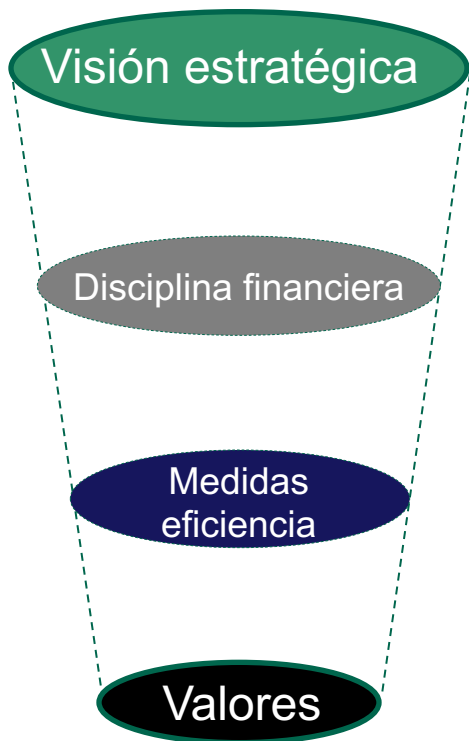 Visión estratégica
Disciplina financiera
Medidas
eficiencia
Valores